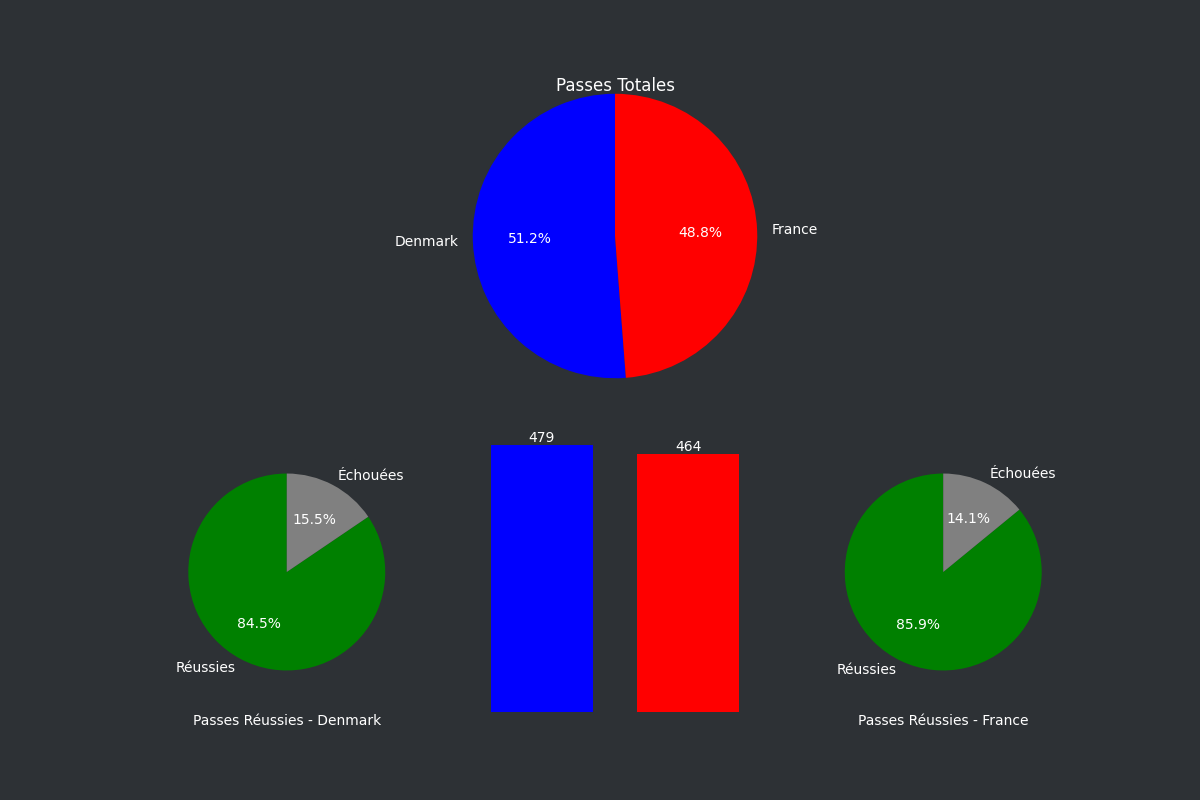 Passes Totales
Denmark
51.2%
48.8%
France
479
464
Échouées
15.5%
84.5%
Réussies
Passes Réussies - Denmark
Échouées
14.1%
85.9%
Réussies
Passes Réussies - France